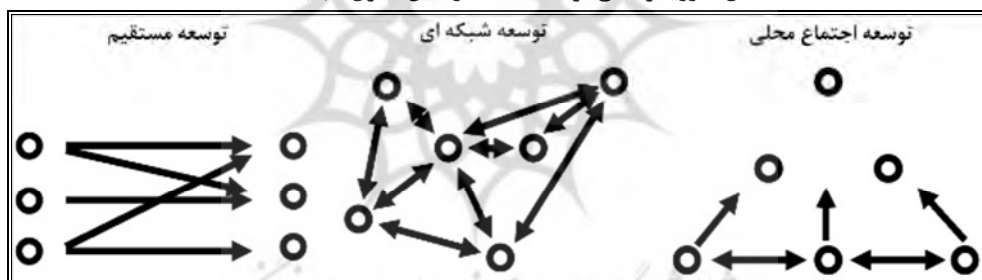 توسعه اجتماع محلی
توسعه شبکه ای
توسعه مستقیم